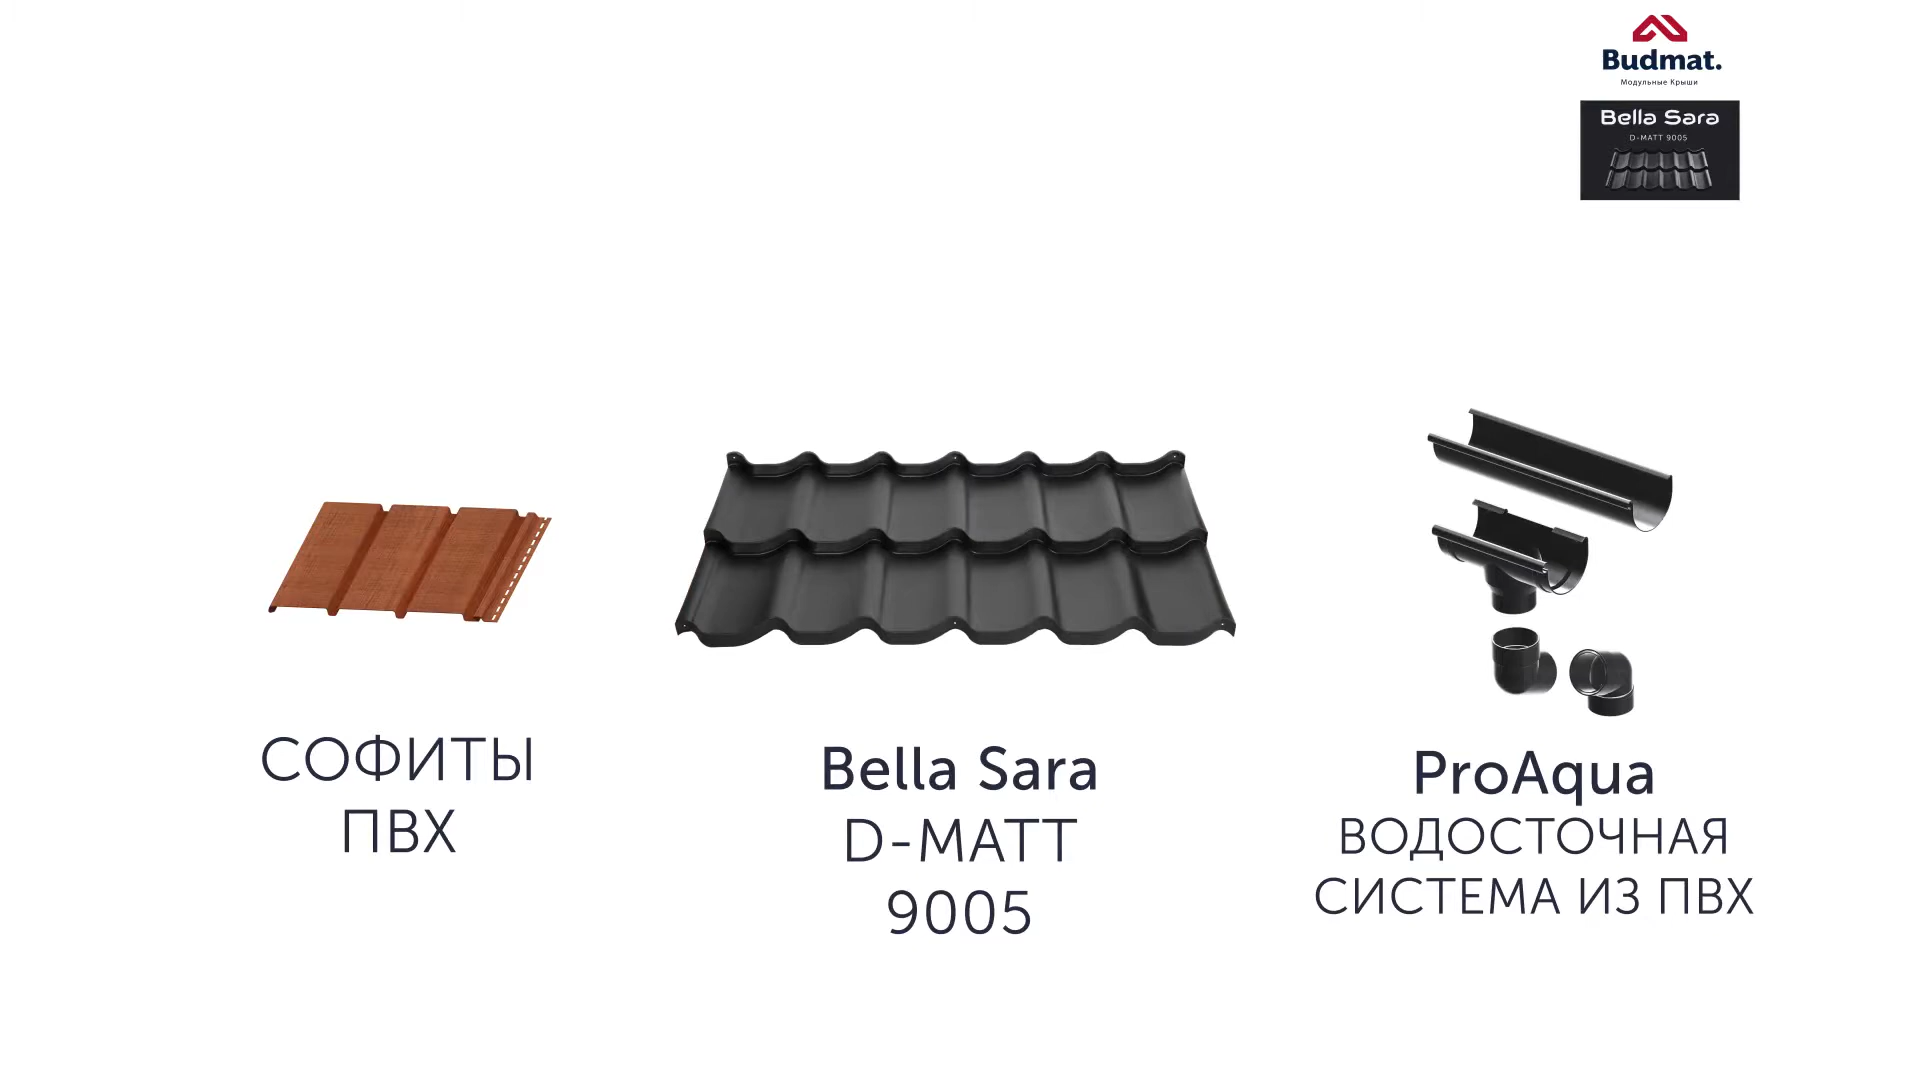 Budmat.
Модульные Крыши
Bella Sara
D-MATT 9005
СОФИТЫ
ПВХ
Bella Sara
D-MATT
9005
ProAqua
ВОДОСТОЧНАЯ
СИСТЕМА ИЗ ПВХ